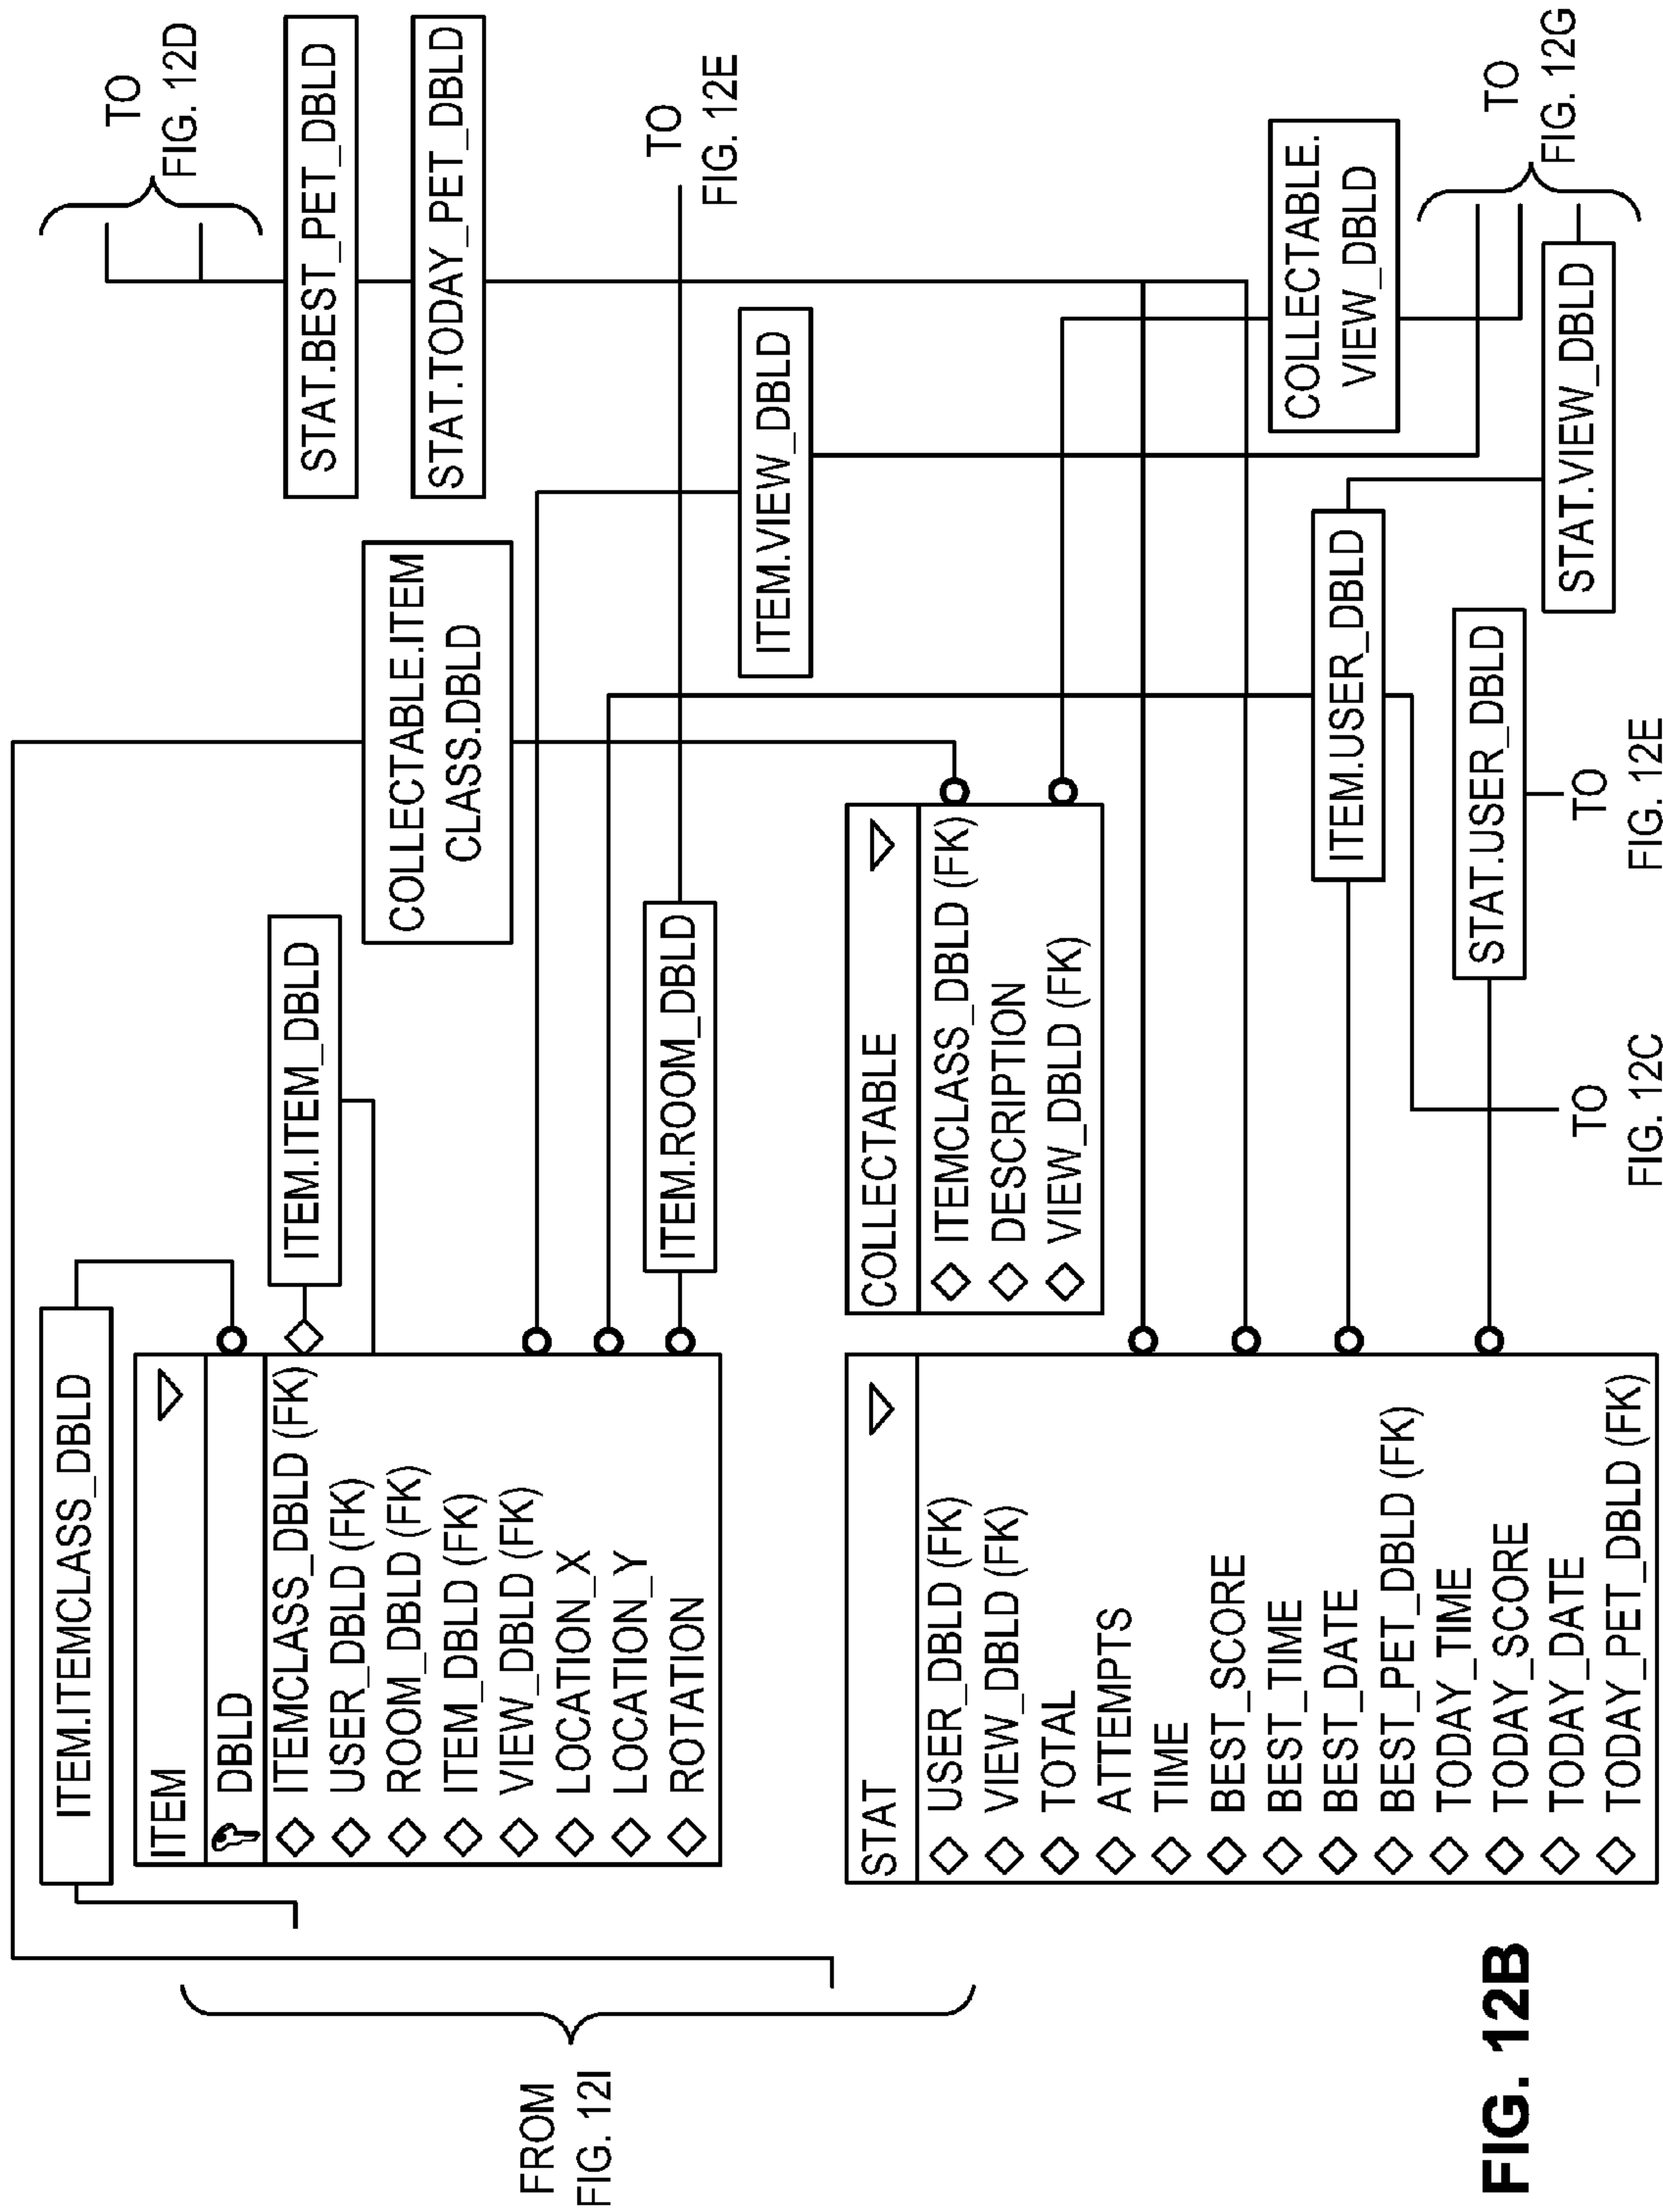 FROM
FIG. 12I
ITEM.ITEMCLASS_DBLD
ITEM
DBLD
ITEMCLASS_DBLD (FK)
USER_DBLD (FK)
ROOM_DBLD (FK)
ITEM_DBLD (FK)
VIEW_DBLD (FK)
LOCATION_X
LOCATION_Y
ROTATION
STAT
USER_DBLD (FK)
VIEW_DBLD (FK)
TOTAL
ATTEMPTS
TIME
BEST_SCORE
BEST_TIME
BEST_DATE
BEST_PET_DBLD (FK)
TODAY_TIME
TODAY_SCORE
TODAY_DATE
TODAY_PET_DBLD (FK)
ITEM.ITEM_DBLD
ITEM.ROOM_DBLD
COLLECTABLE
ITEMCLASS_DBLD (FK)
DESCRIPTION
VIEW_DBLD (FK)
COLLECTABLE.ITEM
CLASS.DBLD
ITEM.VIEW_DBLD
ITEM.USER_DBLD
STAT.USER_DBLD
STAT.VIEW_DBLD
COLLECTABLE.
VIEW_DBLD
STAT.BEST_PET_DBLD
STAT.TODAY_PET_DBLD
TO
FIG. 12D
TO
FIG. 12E
TO
FIG. 12G
TO
FIG. 12C
TO
FIG. 12E
FIG. 12B